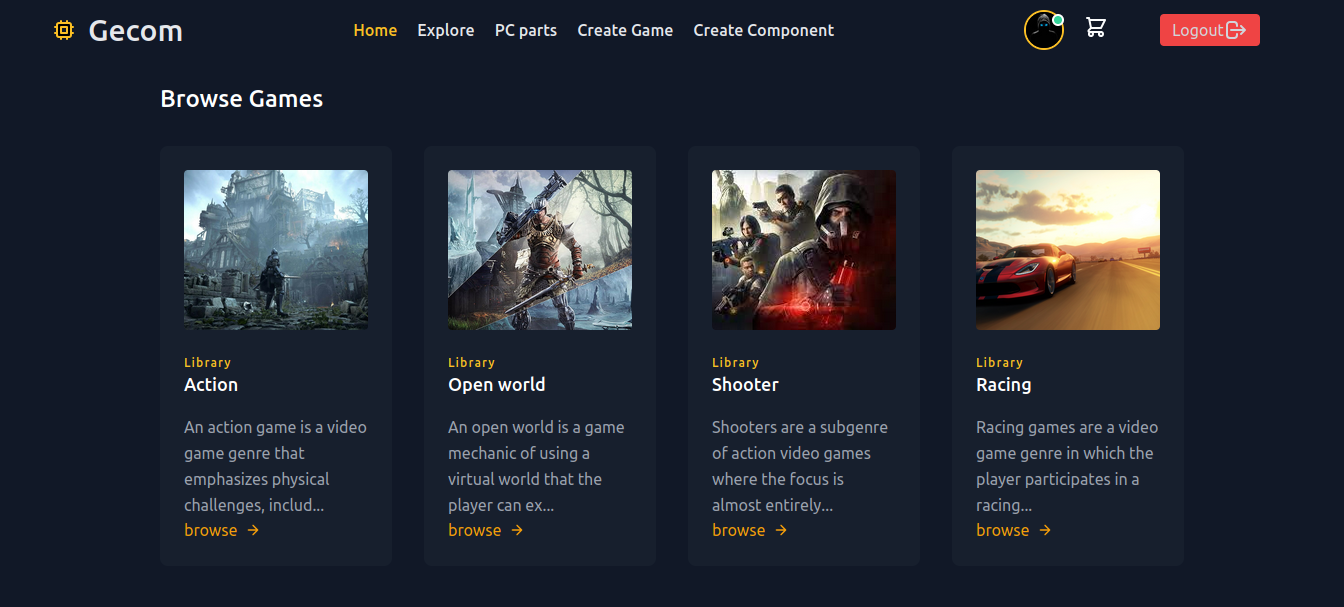 Gecom
Home Explore PC parts Create Game Create Component
Logout
Browse Games
Library
Action
An action game is a video
game genre that
emphasizes physical
challenges, includ...
browse →
Library
Open world
An open world is a game
mechanic of using a
virtual world that the
player can ex...
browse →
Library
Shooter
Shooters are a subgenre
of action video games
where the focus is
almost entirely...
browse →
Library
Racing
Racing games are a video
game genre in which the
player participates in a
racing...
browse →